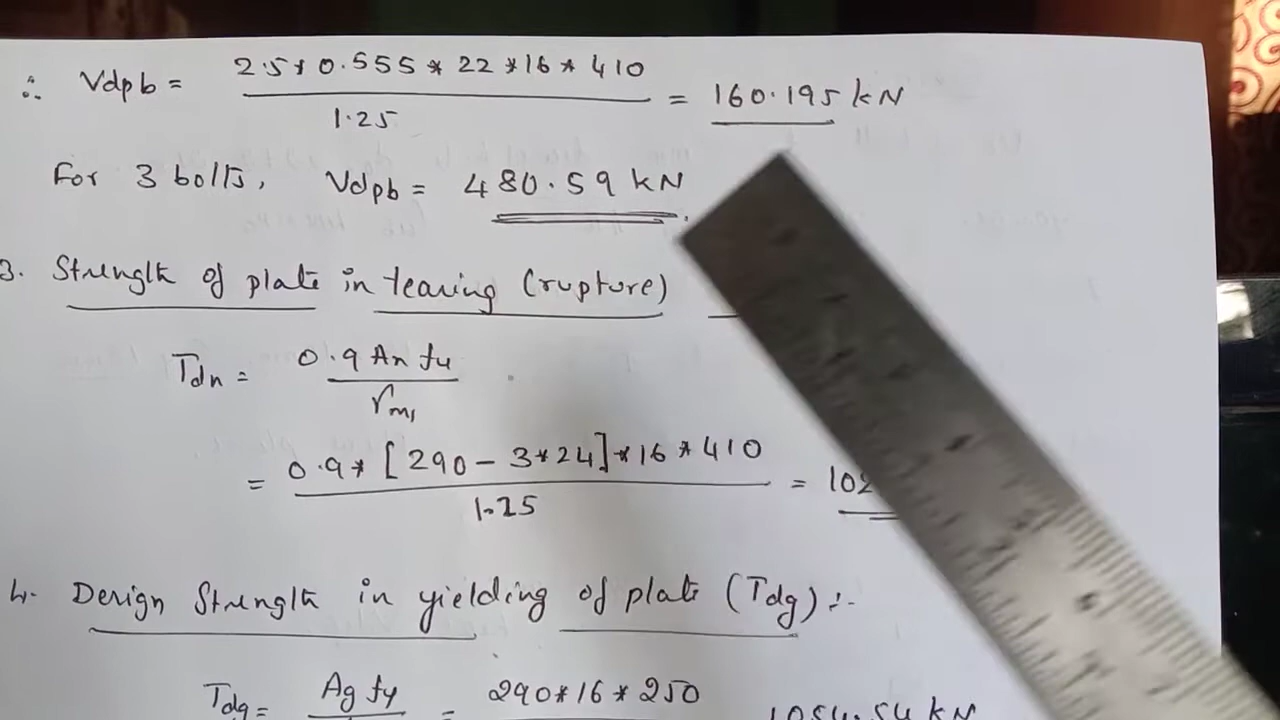 ∴ Vdpb = 2.5 * 0.555 * 22 * 16 * 410 / 1.25 = 160.195 kN
For 3 bolts, Vdpb = 480.59 kN.
3. Strength of plate in tearing (rupture)
Tdn = 0.9 An fu / γm1
= 0.9 * [290 - 3*24] * 16 * 410 / 1.25 = 102
4. Design Strength in yielding of plate (Tdg) :-
Tdg = Ag fy = 290*16*250 1054.54 kN